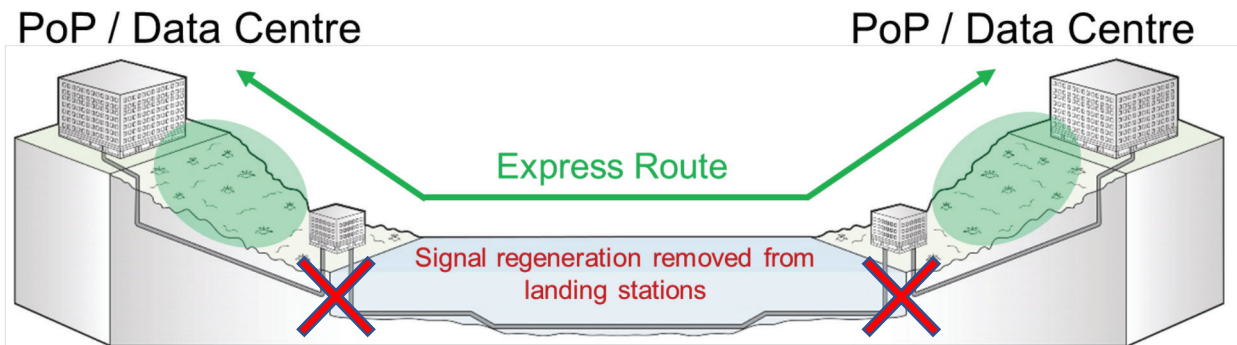 PoP / Data Centre
PoP / Data Centre
Express Route
Signal regeneration removed from
landing stations